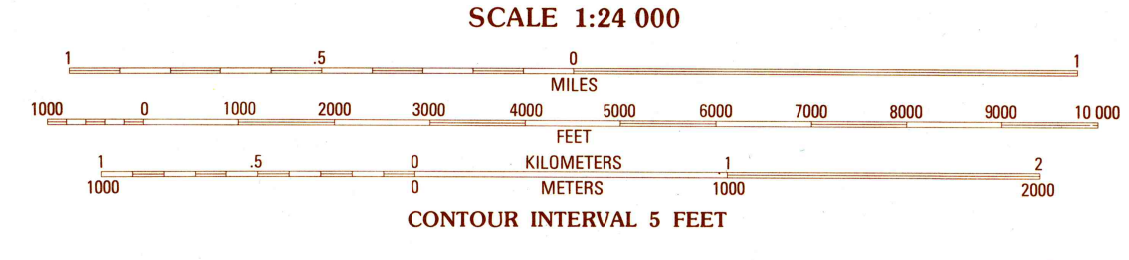 SCALE 1:24 000
1 .5 0 1
MILES
1000 0 1000 2000 3000 4000 5000 6000 7000 8000 9000 10 000
FEET
1 .5 0 KILOMETERS 1 2
1000 0 METERS 1000 2000
CONTOUR INTERVAL 5 FEET